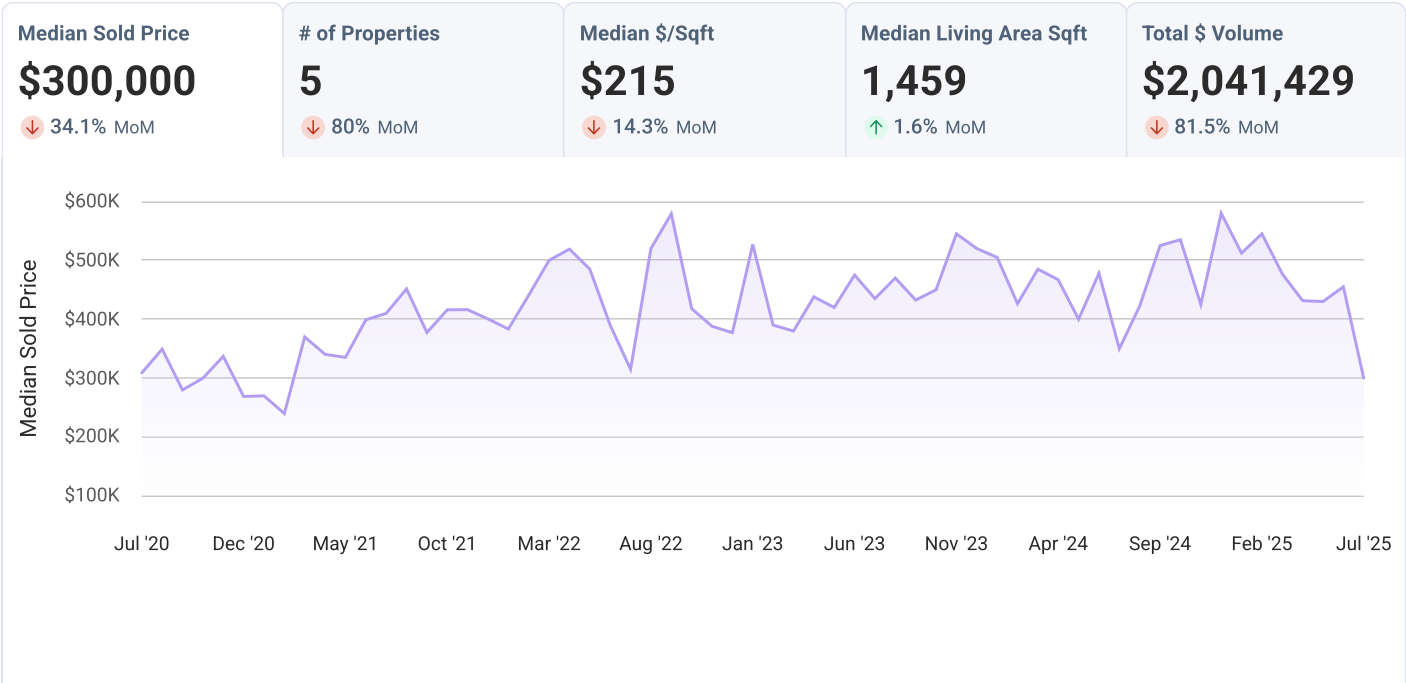 Median Sold Price
$300,000
34.1% MoM
# of Properties
5
80% MoM
Median $/Sqft
$215
14.3% MoM
Median Living Area Sqft
1,459
1.6% MoM
Total $ Volume
$2,041,429
81.5% MoM
Median Sold Price
$600K
$500K
$400K
$300K
$200K
$100K
Jul '20 Dec '20 May '21 Oct '21 Mar '22 Aug '22 Jan '23 Jun '23 Nov '23 Apr '24 Sep '24 Feb '25 Jul '25